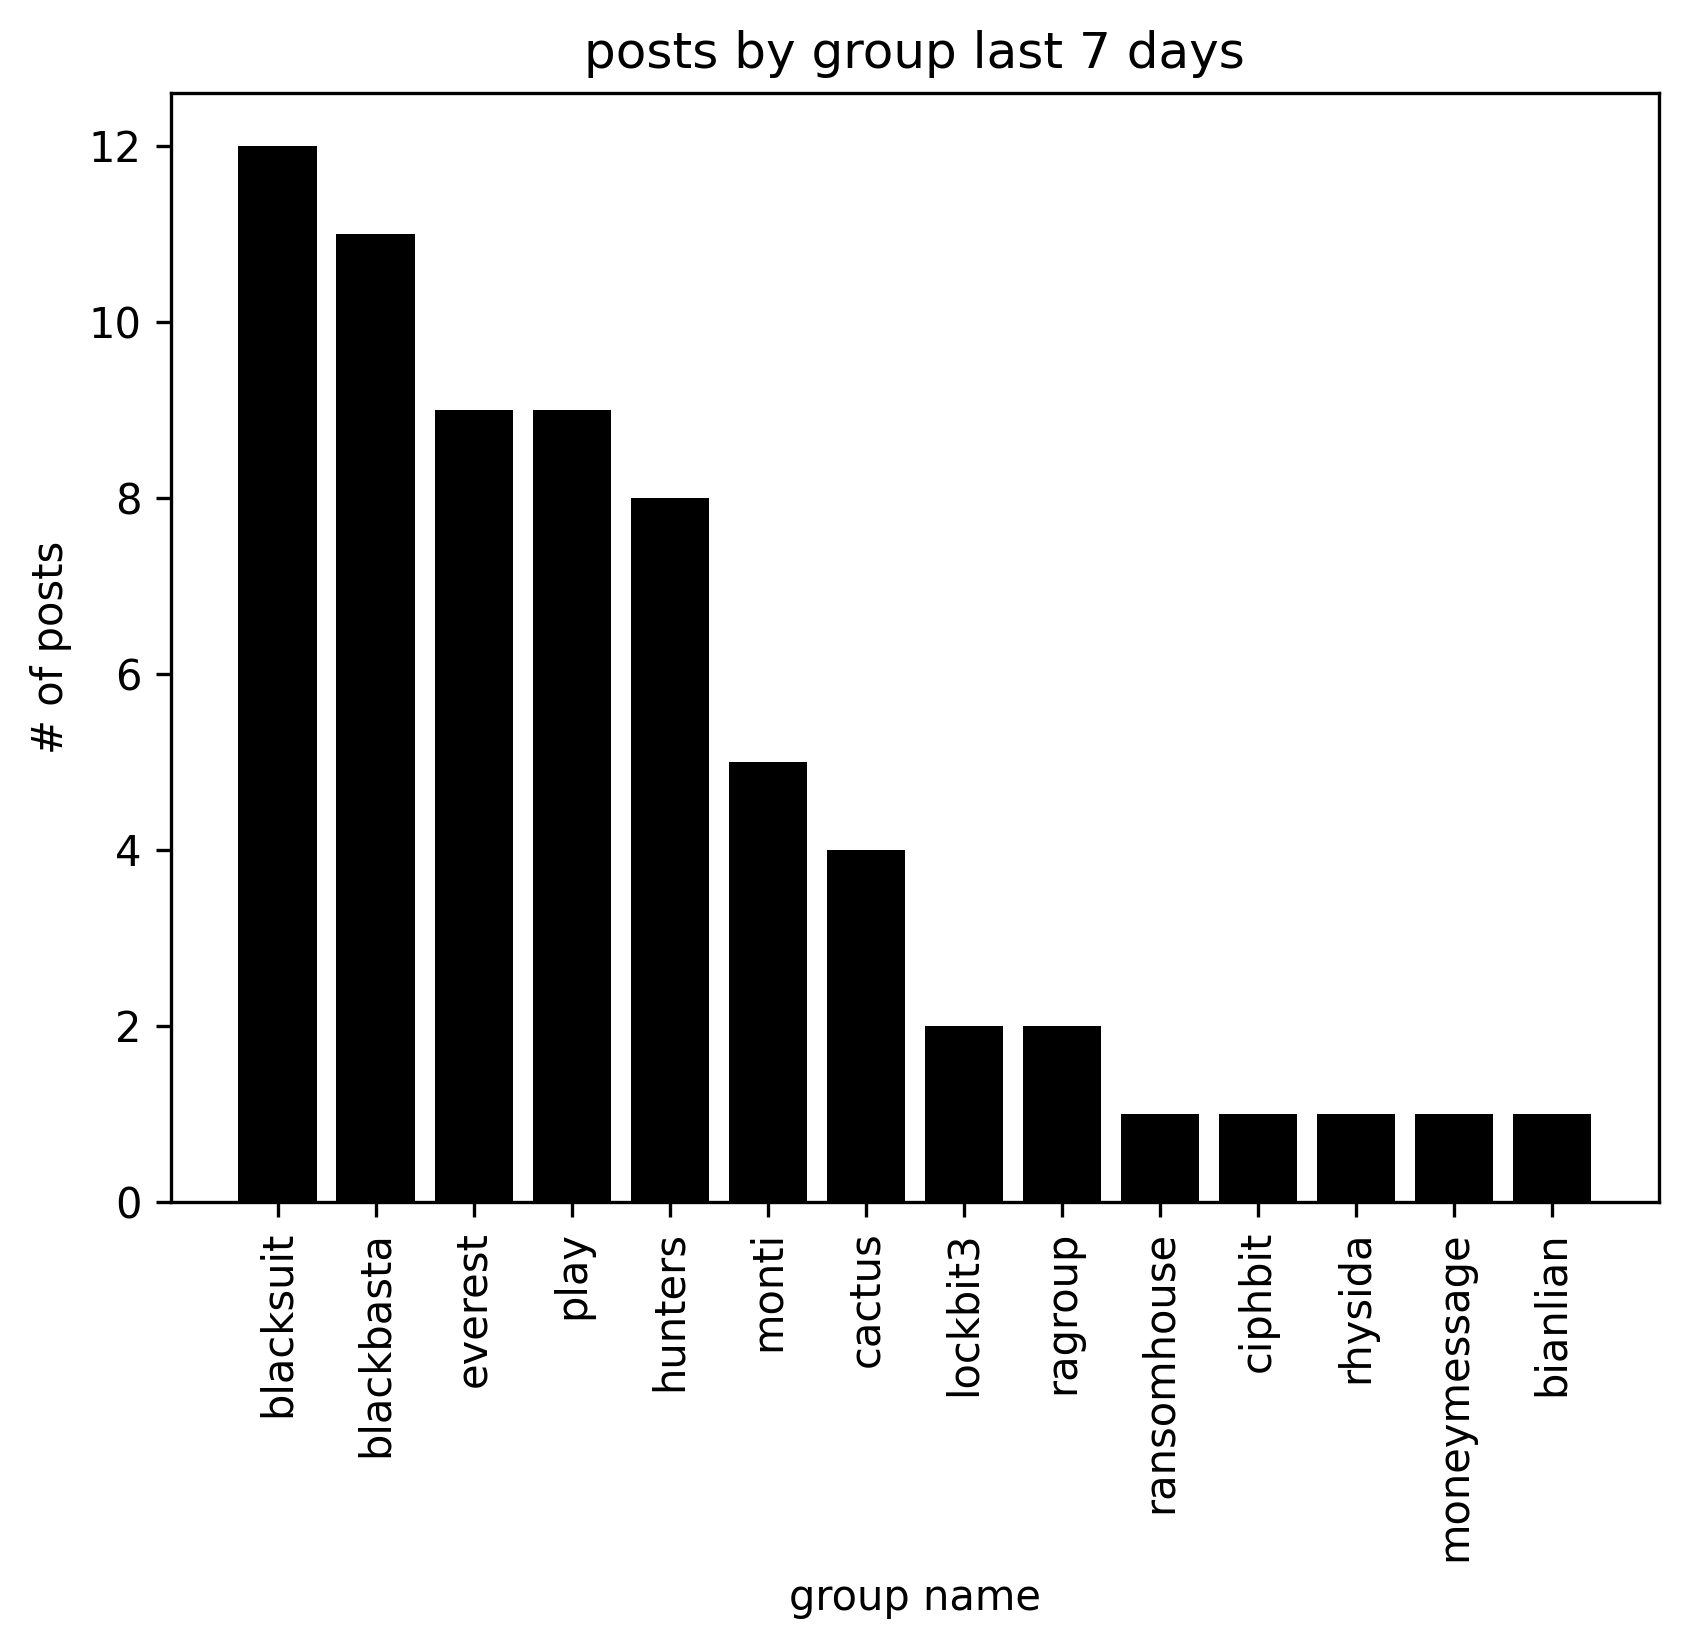 posts by group last 7 days
12
10
8
6
4
2
0
# of posts
blacksuit
blackbasta
everest
play
hunters
monti
cactus
lockbit3
ragroup
ransomhouse
ciphbit
rhysida
moneymessage
bianlian
group name